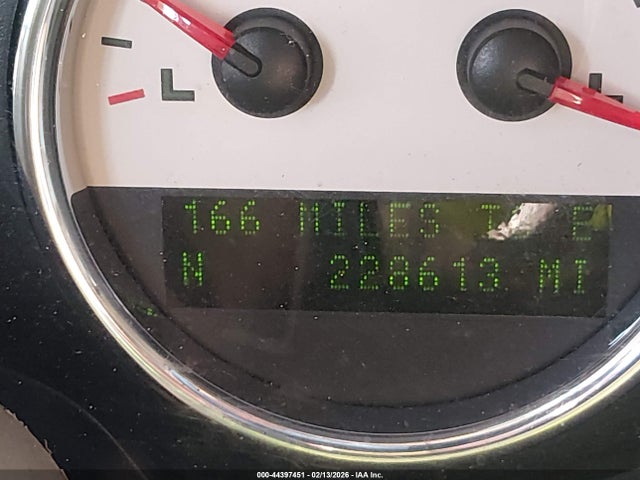 L
166 MILES T E
N 228613 MI
000-44397451 - 02/13/2026 - IAA Inc.